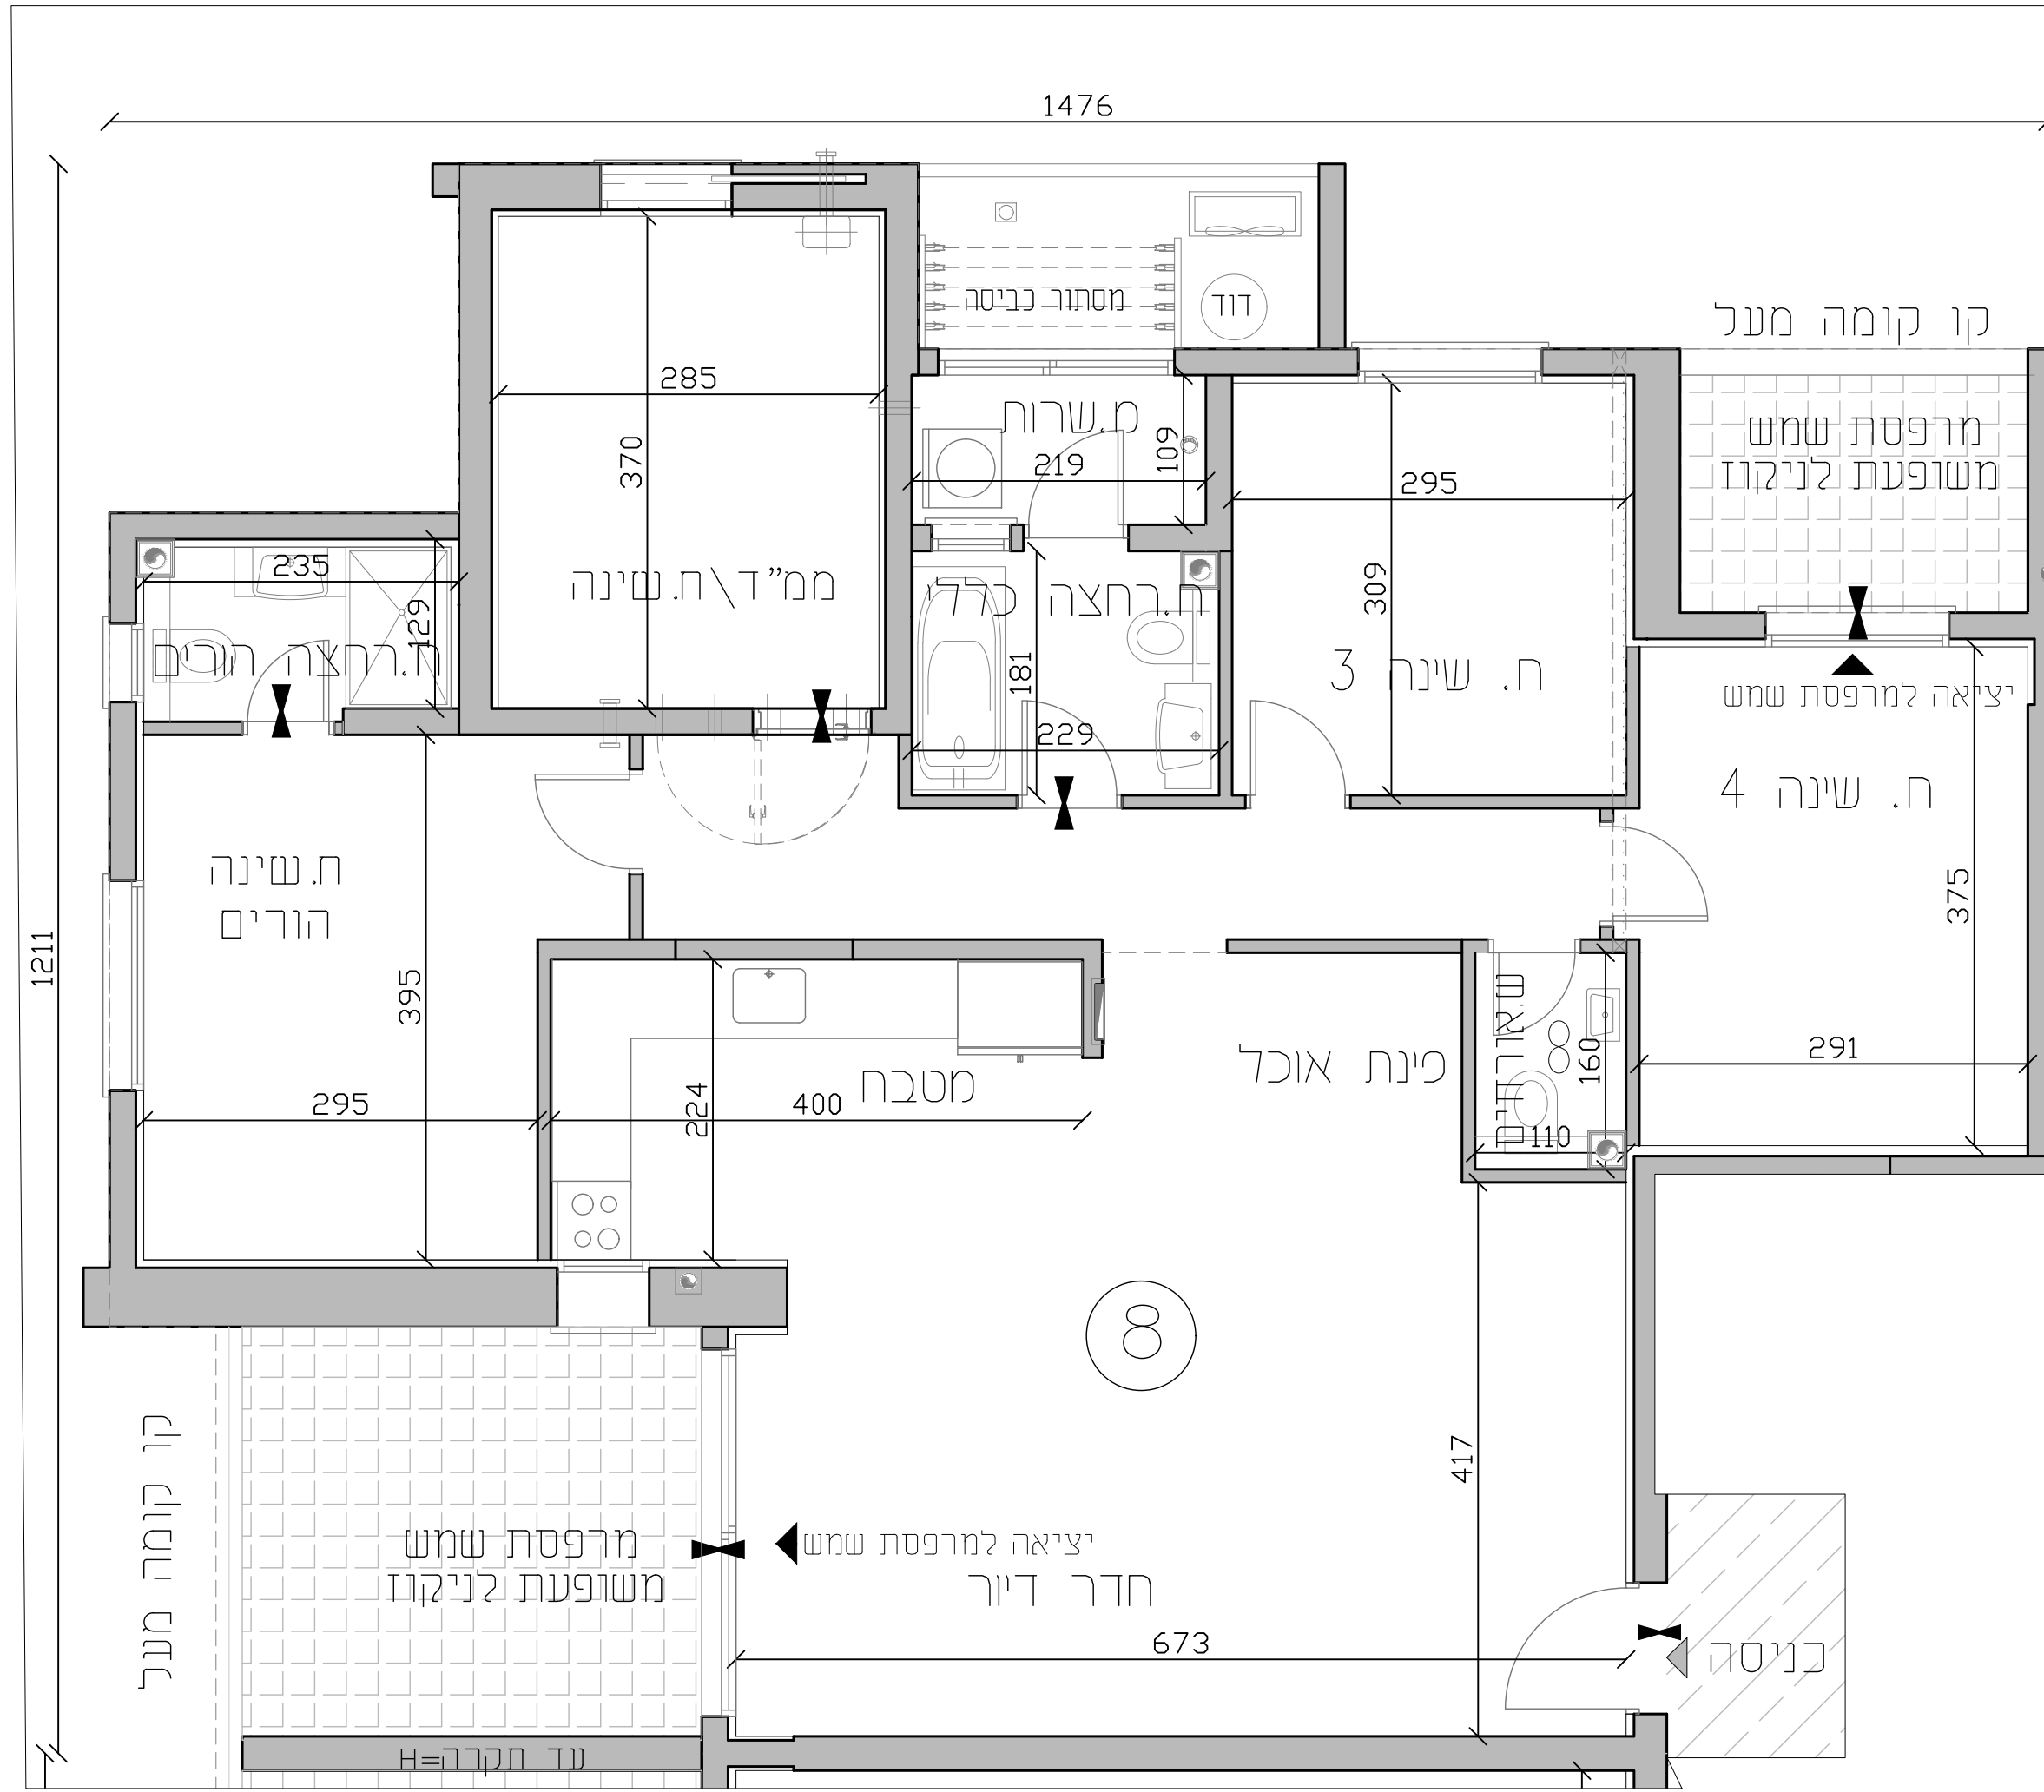 1476
1211
מסתור כביסה
דוד
קו קומה מעל
285
370
ממ"ד\ח.שינה
מ.שרות
219
109
295
309
ח. שינה 3
מרפסת שמש
משופעת לניקוז
יציאה למרפסת שמש
235
129
ח.רחצה הורים
ח.רחצה כללי
181
229
ח. שינה 4
375
291
ח.שינה
הורים
395
295
224
400
מטבח
פינת אוכל
ש.אורחים
160
110
8
417
קו קומה מעל
מרפסת שמש
משופעת לניקוז
יציאה למרפסת שמש
חדר דיור
673
כניסה
עד תקרה=H